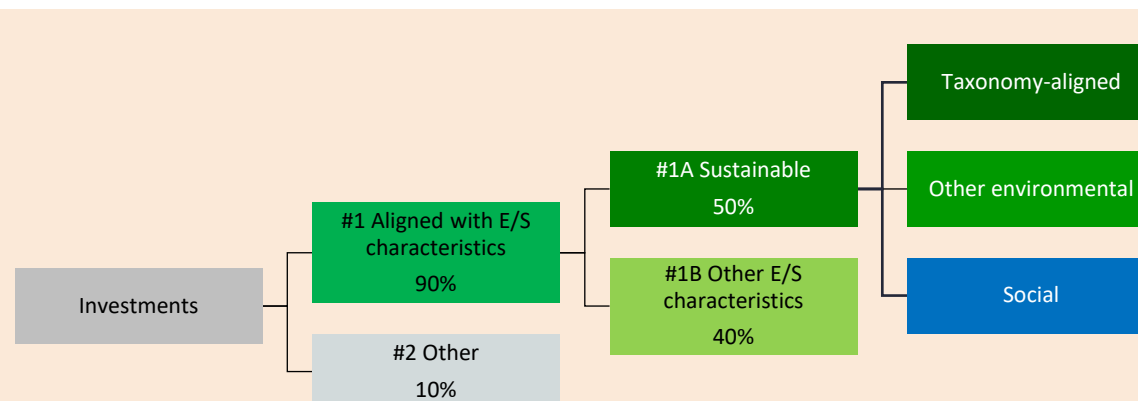 Investments
#1 Aligned with E/S
characteristics
90%
#2 Other
10%
#1A Sustainable
50%
#1B Other E/S
characteristics
40%
Taxonomy-aligned
Other environmental
Social